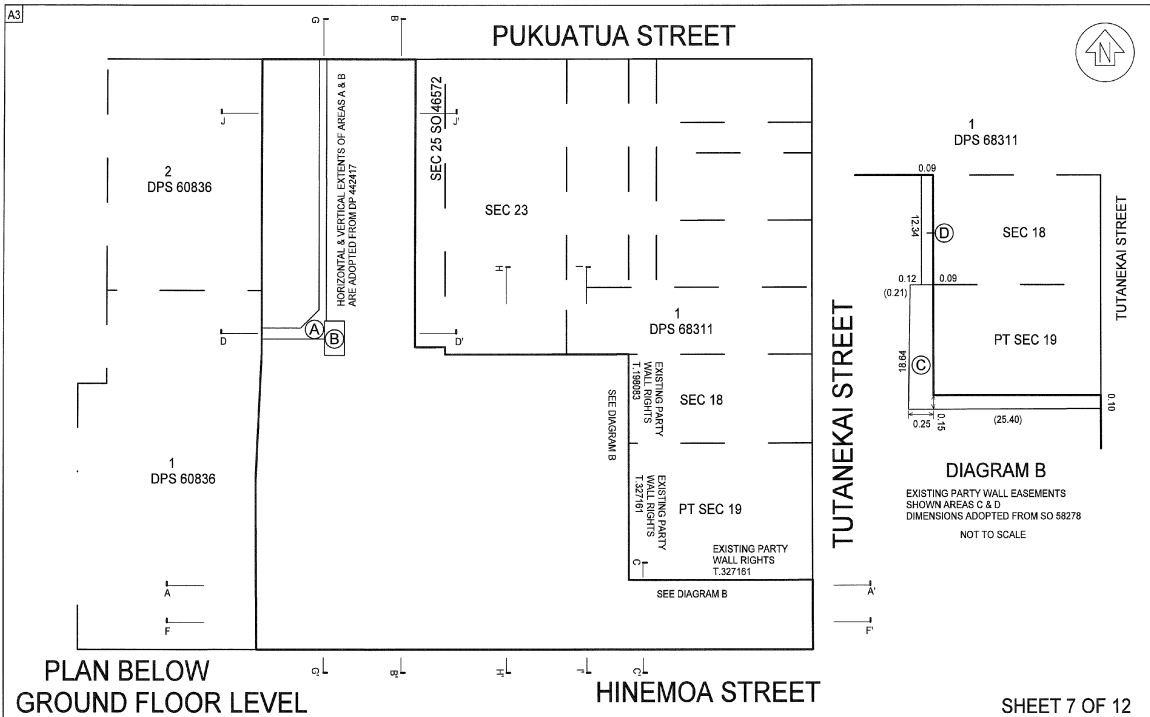 A3
G
B
PUKUATUA STREET
N
J
J'
2
DPS 60836
HORIZONTAL & VERTICAL EXTENTS OF AREAS A & B
ARE ADOPTED FROM DP 442417
SEC 25 SO 46572
SEC 23
H
I
1
DPS 68311
A
B
D
D'
1
DPS 60836
EXISTING PARTY
WALL RIGHTS
T.198083
SEC 18
SEE DIAGRAM B
EXISTING PARTY
WALL RIGHTS
T.327161
PT SEC 19
EXISTING PARTY
WALL RIGHTS
T.327161
C
SEE DIAGRAM B
TUTANEKAI STREET
A
A'
F
F'
G'
B'
H'
I'
C'
PLAN BELOW
GROUND FLOOR LEVEL
HINEMOA STREET
1
DPS 68311
0.09
12.34
D
SEC 18
TUTANEKAI STREET
0.12
0.09
(0.21)
PT SEC 19
18.64
C
0.25
0.15
(25.40)
0.10
DIAGRAM B
EXISTING PARTY WALL EASEMENTS
SHOWN AREAS C & D
DIMENSIONS ADOPTED FROM SO 58278
NOT TO SCALE
SHEET 7 OF 12